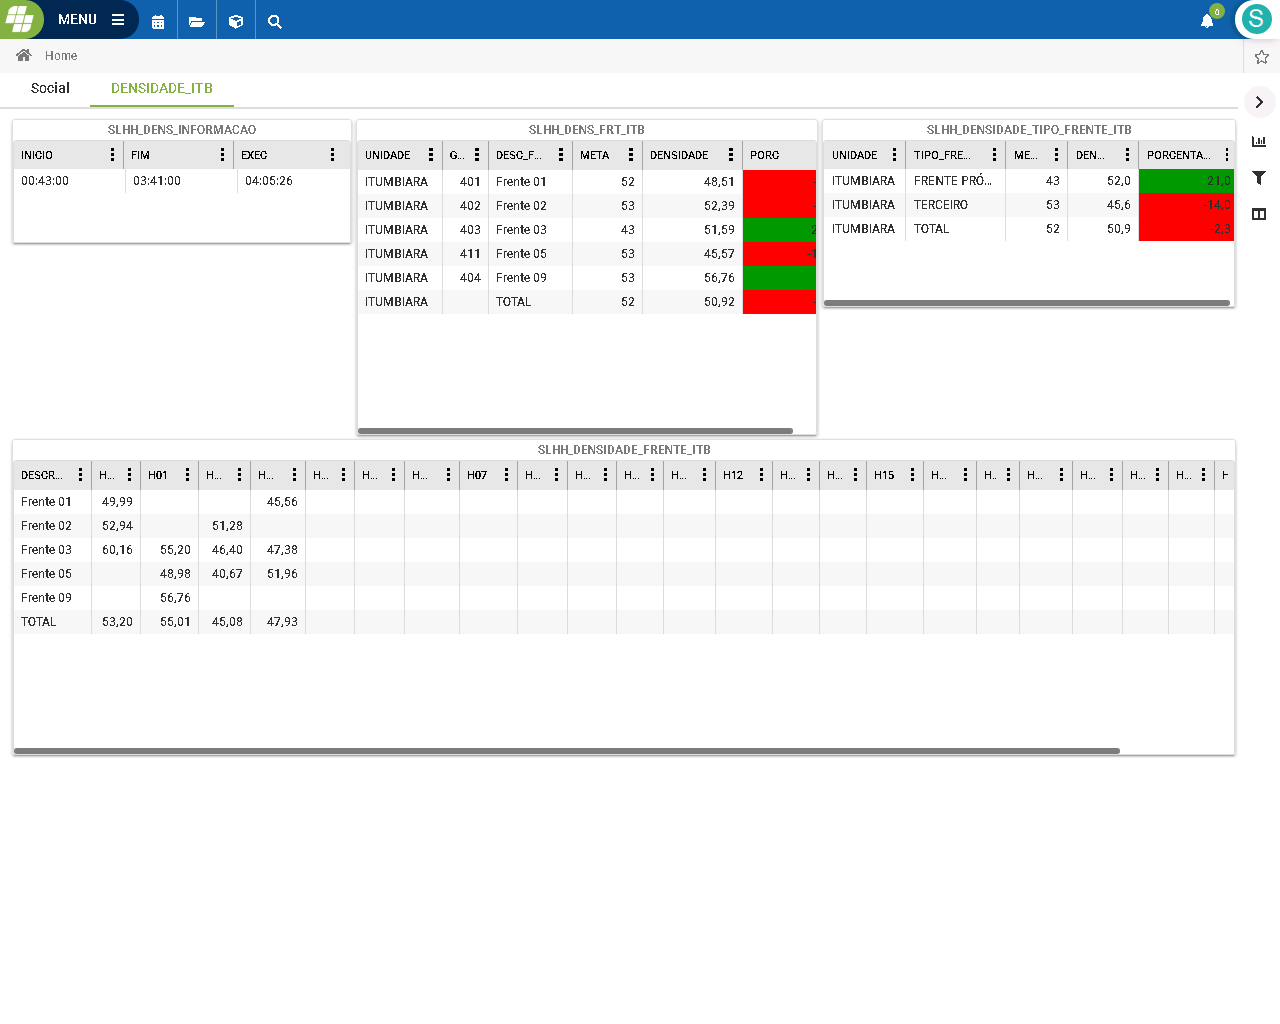 MENU
0
S
Home
Social DENSIDADE_ITB
SLHH_DENS_INFORMACAO
INICIO FIM EXEC
00:43:00 03:41:00 04:05:26
SLHH_DENS_FRT_ITB
UNIDADE G... DESC_F... META DENSIDADE PORC
ITUMBIARA 401 Frente 01 52 48,51
ITUMBIARA 402 Frente 02 53 52,39
ITUMBIARA 403 Frente 03 43 51,59
ITUMBIARA 411 Frente 05 53 45,57
ITUMBIARA 404 Frente 09 53 56,76
ITUMBIARA TOTAL 52 50,92
SLHH_DENSIDADE_TIPO_FRENTE_ITB
UNIDADE TIPO_FRE... ME... DEN... PORCENTA...
ITUMBIARA FRENTE PRÓ... 43 52,0 21,0
ITUMBIARA TERCEIRO 53 45,6 -14,0
ITUMBIARA TOTAL 52 50,9 -2,3
SLHH_DENSIDADE_FRENTE_ITB
DESCR... H... H01 H... H... H... H... H... H07 H... H... H... H... H12 H... H... H15 H... H.. H... H... H... H... H
Frente 01 49,99 45,56
Frente 02 52,94 51,28
Frente 03 60,16 55,20 46,40 47,38
Frente 05 48,98 40,67 51,96
Frente 09 56,76
TOTAL 53,20 55,01 45,08 47,93